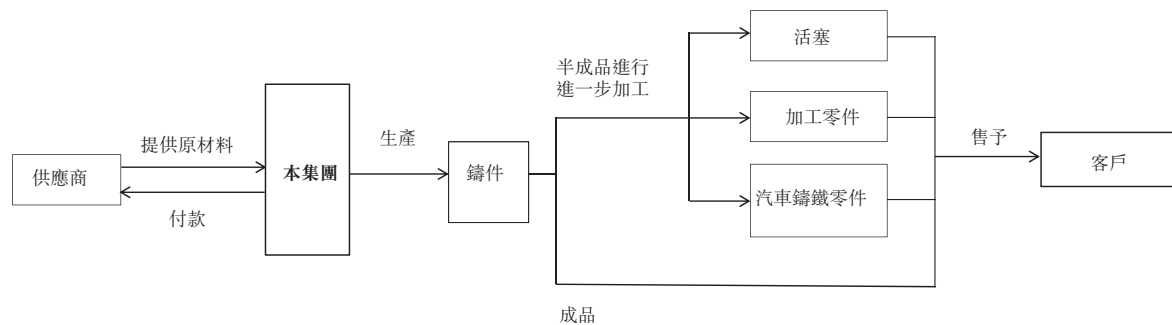 供應商
提供原材料
付款
本集團
生產
鑄件
半成品進行
進一步加工
成品
活塞
加工零件
汽車鑄鐵零件
售予
客戶